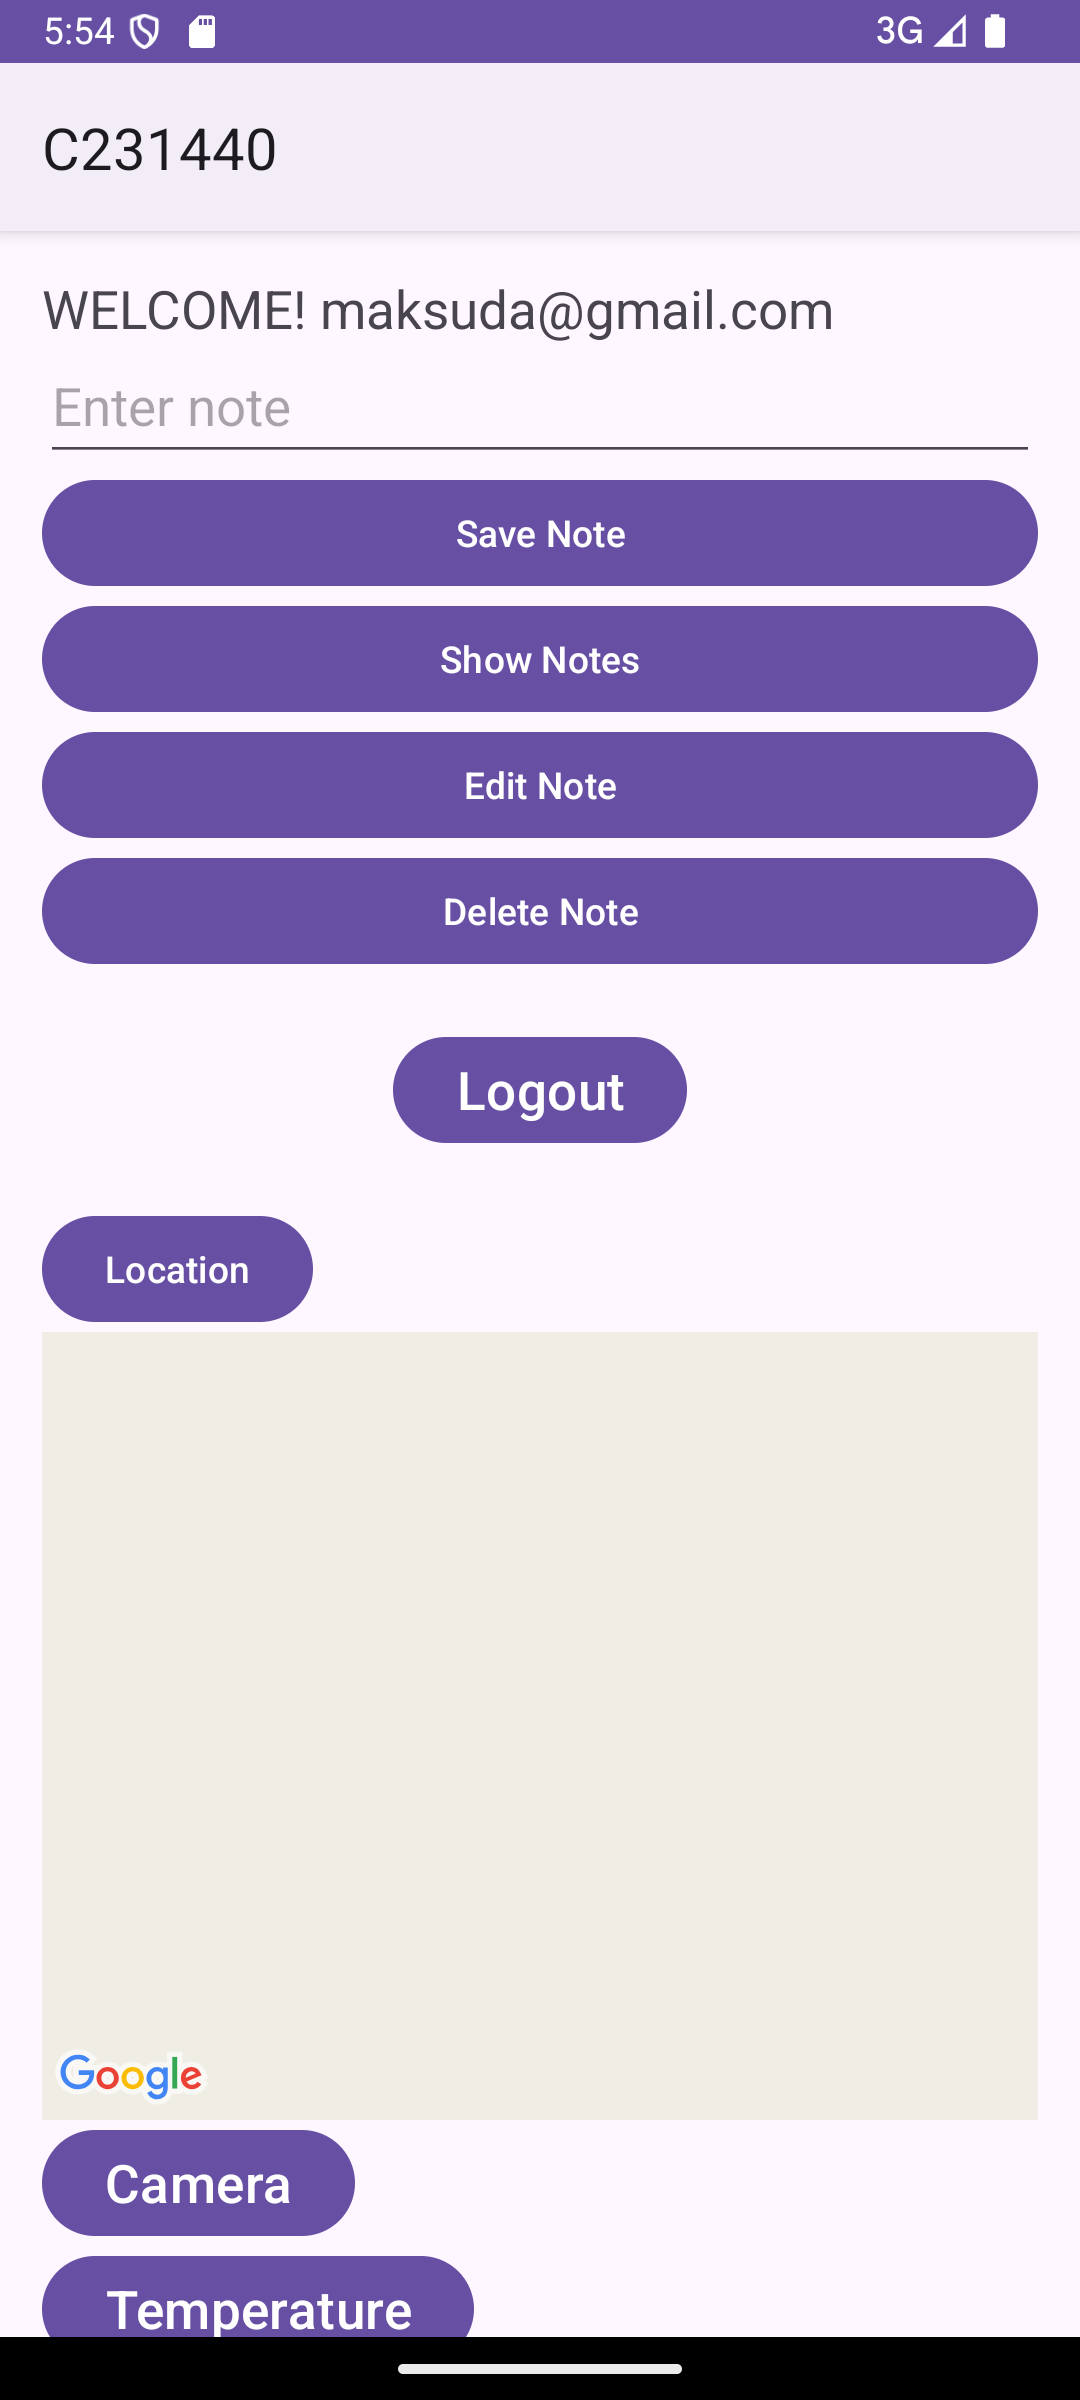 5:54
3G
C231440
WELCOME! maksuda@gmail.com
Enter note
Save Note
Show Notes
Edit Note
Delete Note
Logout
Location
Google
Camera
Temperature